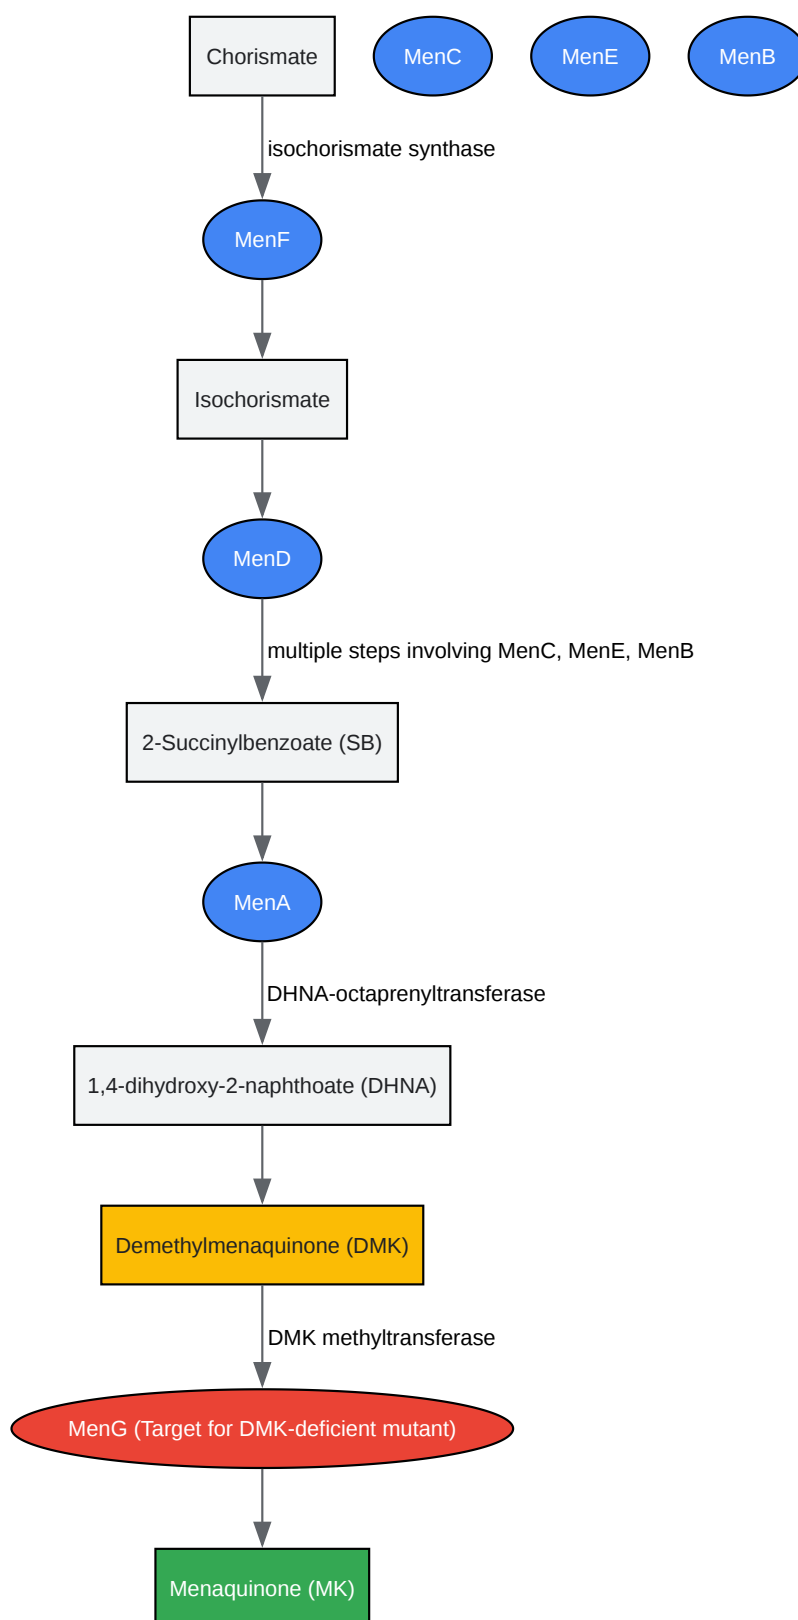 Chorismate
MenC
MenE
MenB
isochorismate synthase
MenF
Isochorismate
MenD
multiple steps involving MenC, MenE, MenB
2-Succinylbenzoate (SB)
MenA
DHNA-octaprenyltransferase
1,4-dihydroxy-2-naphthoate (DHNA)
Demethylmenaquinone (DMK)
DMK methyltransferase
MenG (Target for DMK-deficient mutant)
Menaquinone (MK)